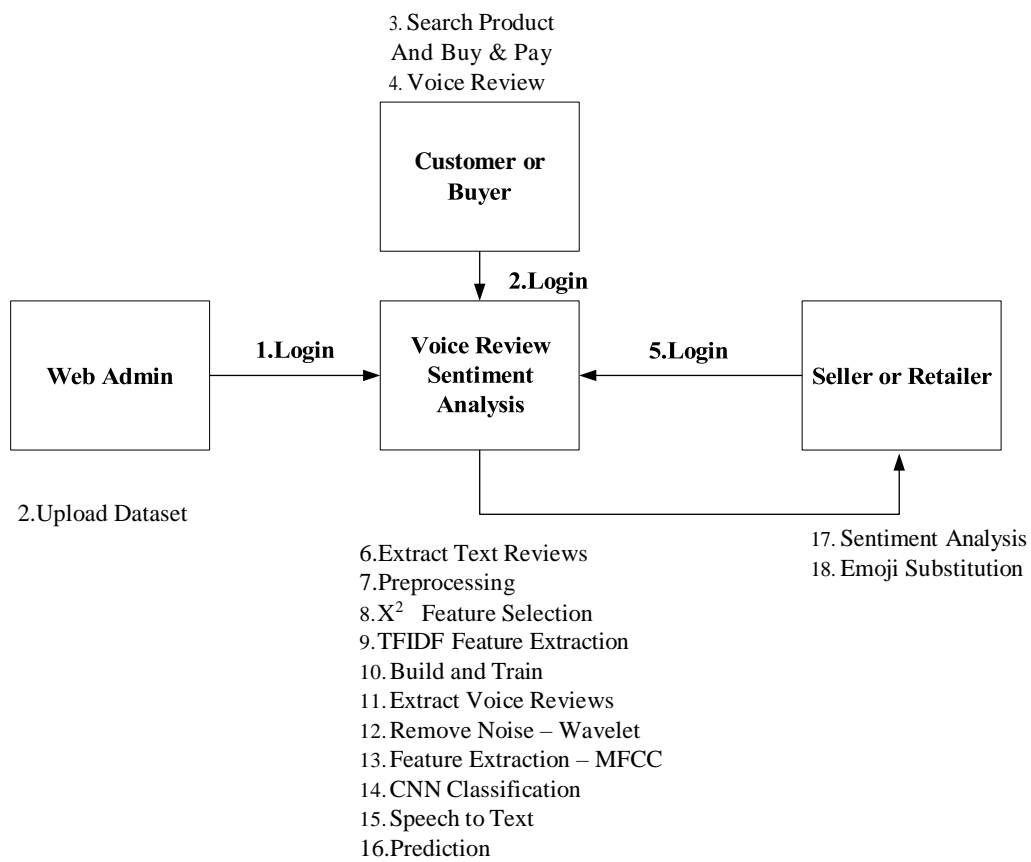 3. Search Product
And Buy & Pay
4. Voice Review
Customer or
Buyer
2.Login
Web Admin
1.Login
Voice Review
Sentiment
Analysis
5.Login
Seller or Retailer
2.Upload Dataset
6.Extract Text Reviews
7.Preprocessing
8.X² Feature Selection
9.TFIDF Feature Extraction
10. Build and Train
11. Extract Voice Reviews
12. Remove Noise – Wavelet
13. Feature Extraction – MFCC
14. CNN Classification
15. Speech to Text
16.Prediction
17. Sentiment Analysis
18. Emoji Substitution